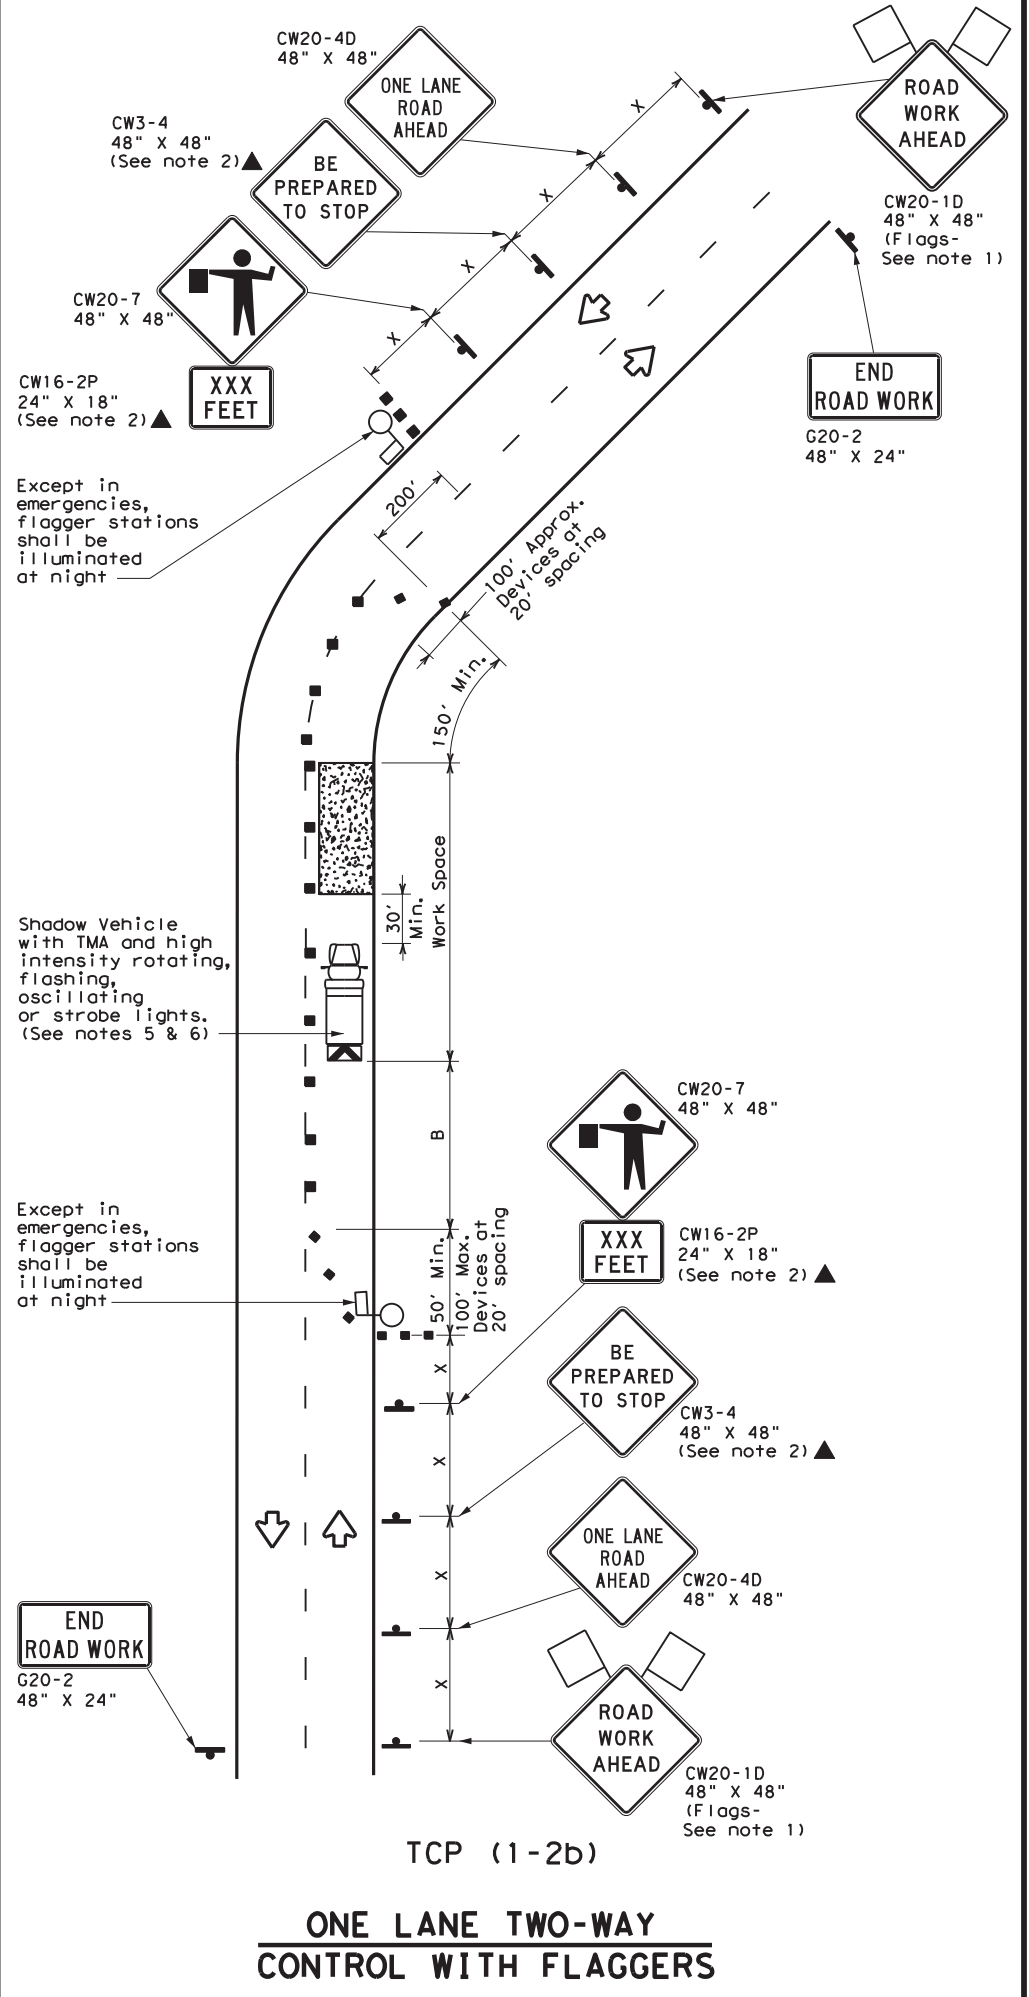 CW20-4D
48" X 48"
ONE LANE
ROAD
AHEAD
ROAD
WORK
AHEAD
CW20-1D
48" X 48"
(Flags-
See note 1)
CW3-4
48" X 48"
(See note 2)▲
BE
PREPARED
TO STOP
X
X
X
X
CW20-7
48" X 48"
CW16-2P
24" X 18"
(See note 2)▲
XXX
FEET
END
ROAD WORK
G20-2
48" X 24"
Except in
emergencies,
flagger stations
shall be
illuminated
at night
200'
100' Approx.
Devices at
20' spacing
150' Min.
Work Space
30'
Min.
Shadow Vehicle
with TMA and high
intensity rotating,
flashing,
oscillating
or strobe lights.
(See notes 5 & 6)
B
CW20-7
48" X 48"
Except in
emergencies,
flagger stations
shall be
illuminated
at night
50' Min.
100' Max.
Devices at
20' spacing
XXX
FEET
CW16-2P
24" X 18"
(See note 2)▲
X
BE
PREPARED
TO STOP
CW3-4
48" X 48"
(See note 2)▲
X
ONE LANE
ROAD
AHEAD
CW20-4D
48" X 48"
X
END
ROAD WORK
G20-2
48" X 24"
X
ROAD
WORK
AHEAD
CW20-1D
48" X 48"
(Flags-
See note 1)
TCP (1-2b)
ONE LANE TWO-WAY
CONTROL WITH FLAGGERS